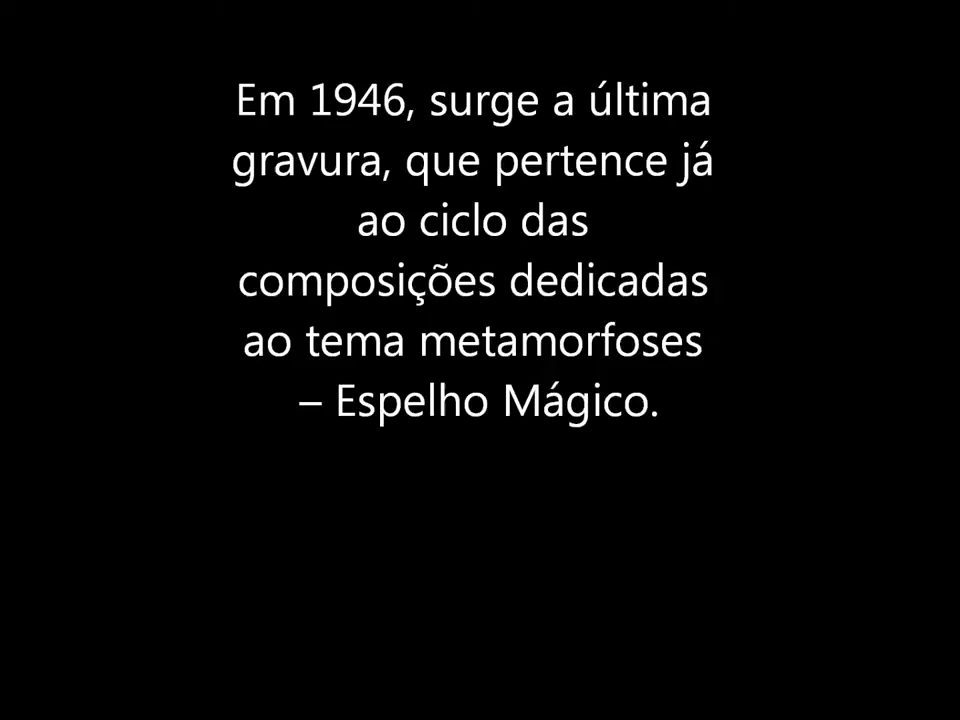 Em 1946, surge a última
gravura, que pertence já
ao ciclo das
composições dedicadas
ao tema metamorfoses
– Espelho Mágico.